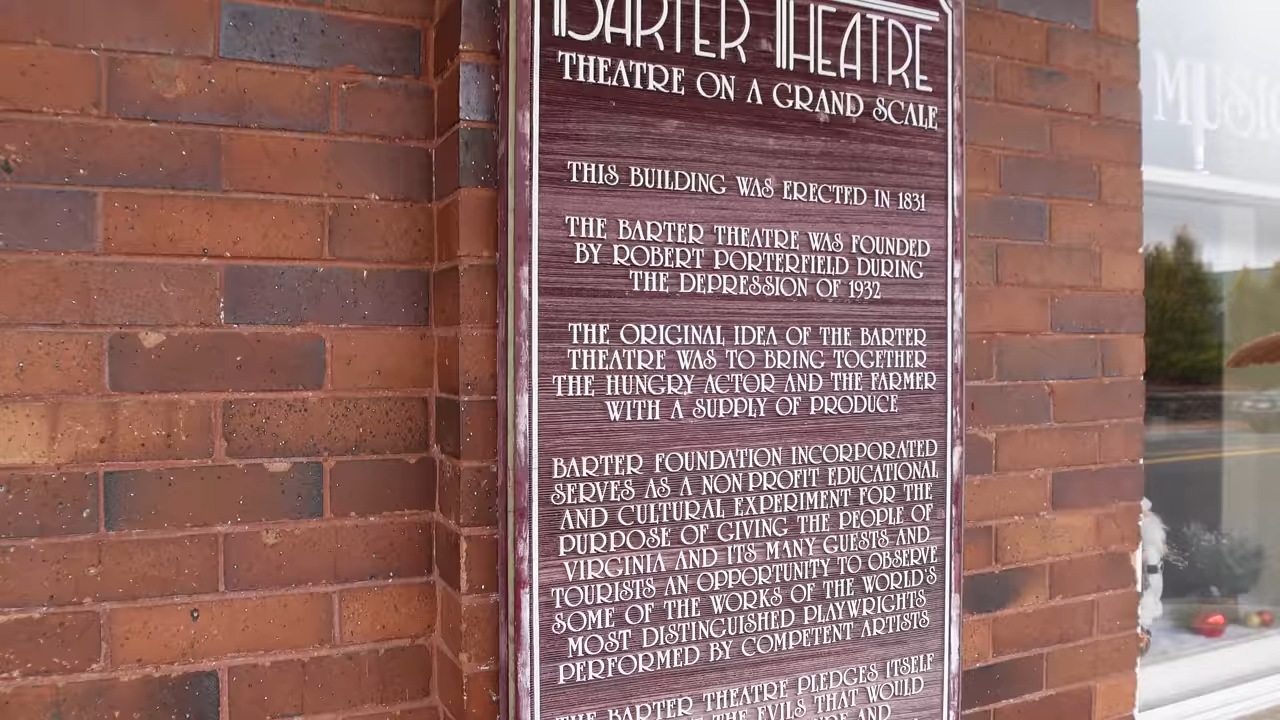 BARTER THEATRE
THEATRE ON A GRAND SCALE
THIS BUILDING WAS ERECTED IN 1831
THE BARTER THEATRE WAS FOUNDED
BY ROBERT PORTERFIELD DURING
THE DEPRESSION OF 1932
THE ORIGINAL IDEA OF THE BARTER
THEATRE WAS TO BRING TOGETHER
THE HUNGRY ACTOR AND THE FARMER
WITH A SUPPLY OF PRODUCE
BARTER FOUNDATION INCORPORATED
SERVES AS A NON PROFIT EDUCATIONAL
AND CULTURAL EXPERIMENT FOR THE
PURPOSE OF GIVING THE PEOPLE OF
VIRGINIA AND ITS MANY GUESTS AND
TOURISTS AN OPPORTUNITY TO OBSERVE
SOME OF THE WORKS OF THE WORLD'S
MOST DISTINGUISHED PLAYWRIGHTS
PERFORMED BY COMPETENT ARTISTS
THE BARTER THEATRE PLEDGES ITSELF
THE EVILS THAT WOULD
AND
MUSIC